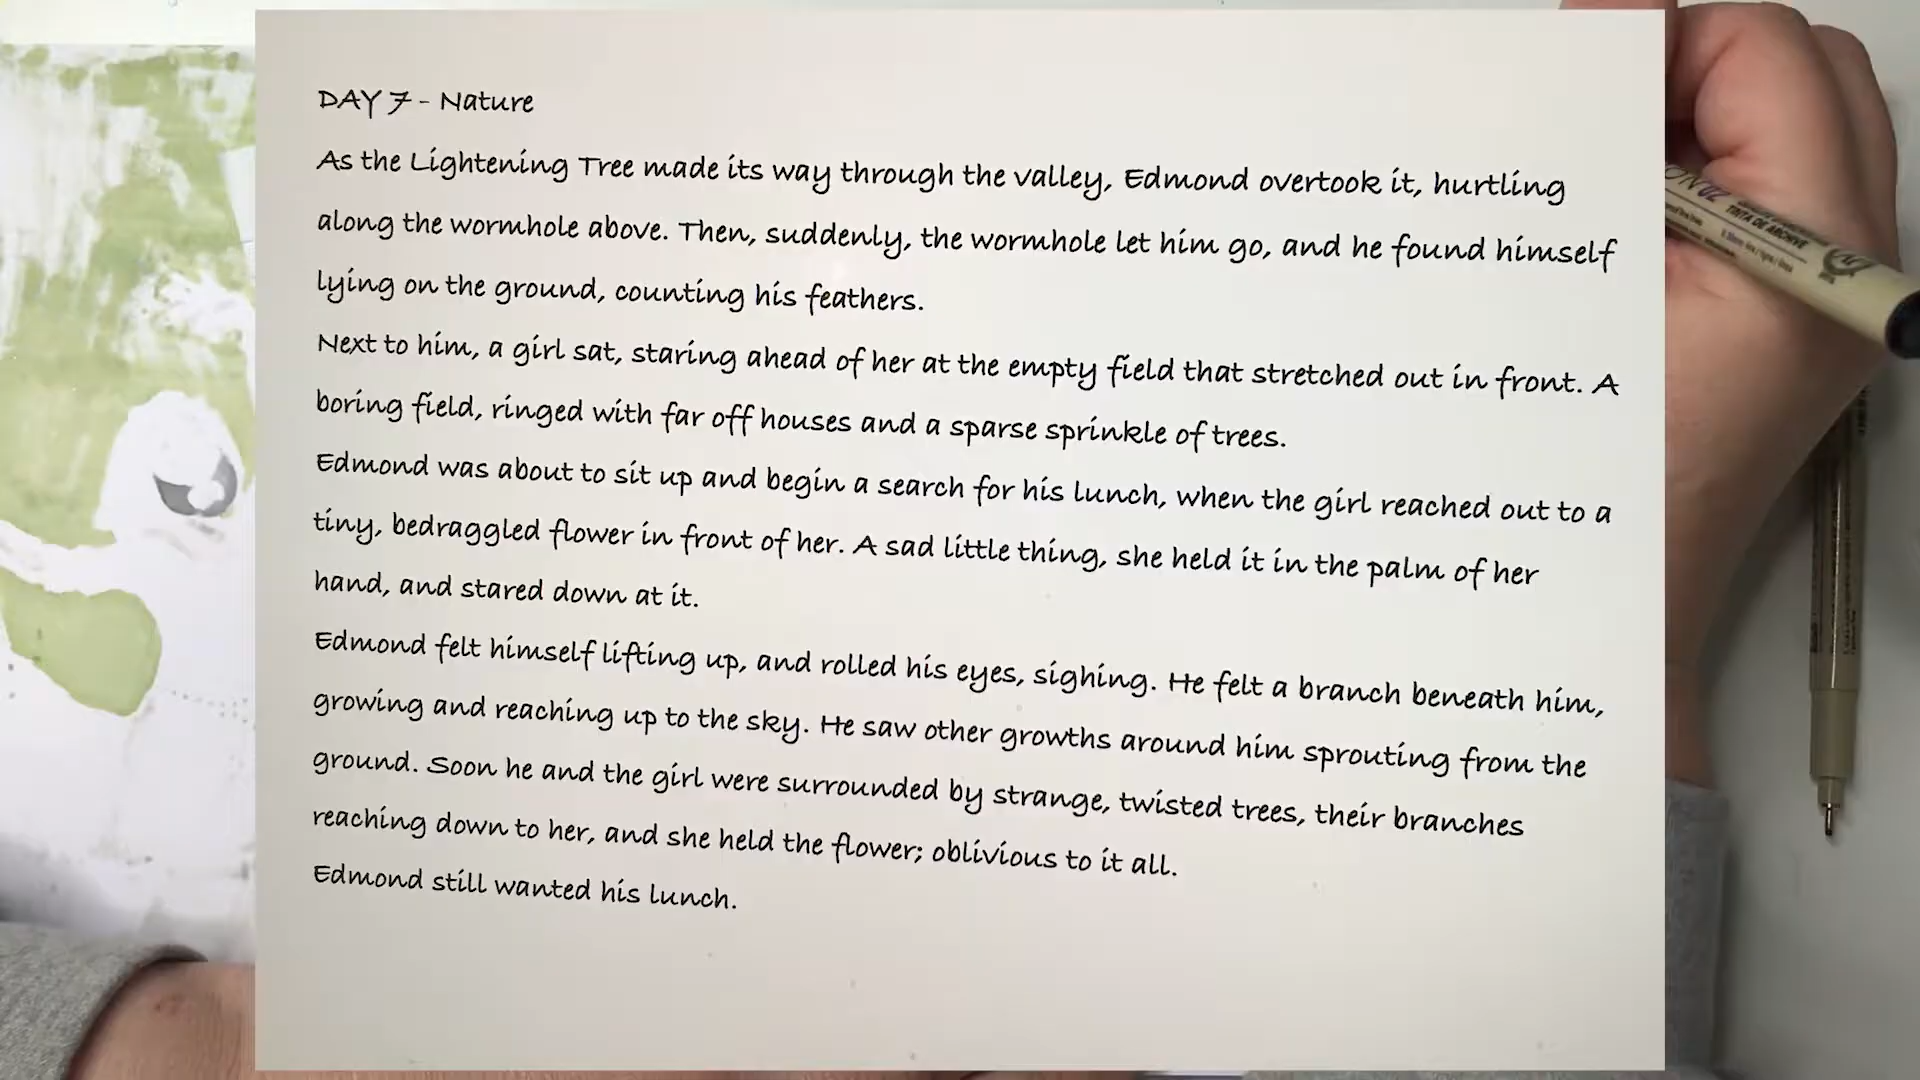 DAY 7 - Nature
As the Lightening Tree made its way through the valley, Edmond overtook it, hurtling
along the wormhole above. Then, suddenly, the wormhole let him go, and he found himself
lying on the ground, counting his feathers.
Next to him, a girl sat, staring ahead of her at the empty field that stretched out in front. A
boring field, ringed with far off houses and a sparse sprinkle of trees.
Edmond was about to sit up and begin a search for his lunch, when the girl reached out to a
tiny, bedraggled flower in front of her. A sad little thing, she held it in the palm of her
hand, and stared down at it.
Edmond felt himself lifting up, and rolled his eyes, sighing. He felt a branch beneath him,
growing and reaching up to the sky. He saw other growths around him sprouting from the
ground. Soon he and the girl were surrounded by strange, twisted trees, their branches
reaching down to her, and she held the flower; oblivious to it all.
Edmond still wanted his lunch.